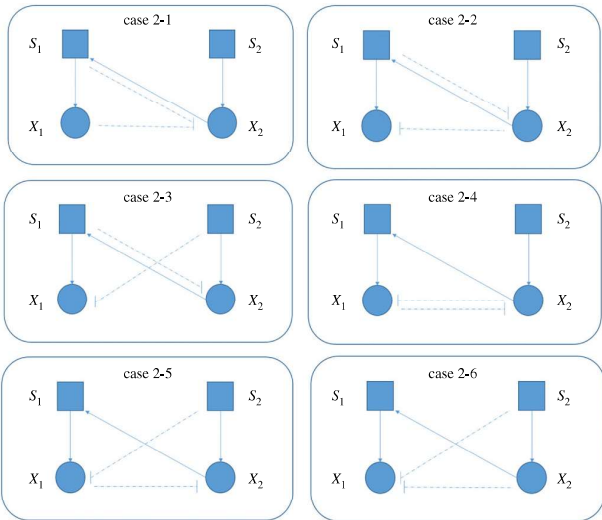 case 2-1
S1 S2
X1 X2
case 2-2
S1 S2
X1 X2
case 2-3
S1 S2
X1 X2
case 2-4
S1 S2
X1 X2
case 2-5
S1 S2
X1 X2
case 2-6
S1 S2
X1 X2